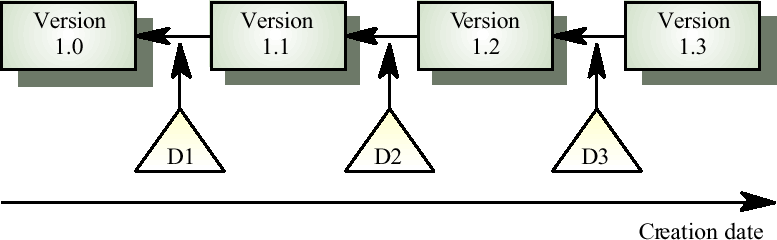 Version
1.0
Version
1.1
Version
1.2
Version
1.3
D1
D2
D3
Creation date